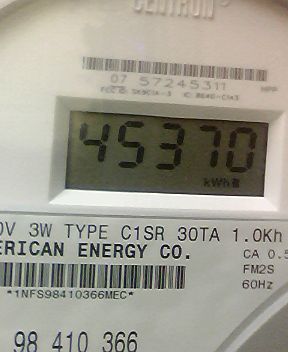 CENTRON
07 57245311
45370
kWh
0V 3W TYPE C1SR 30TA 1.0Kh
ERICAN ENERGY CO.
CA 0.5
*1NFS98410366MEC*
FM2S
60Hz
98 410 366